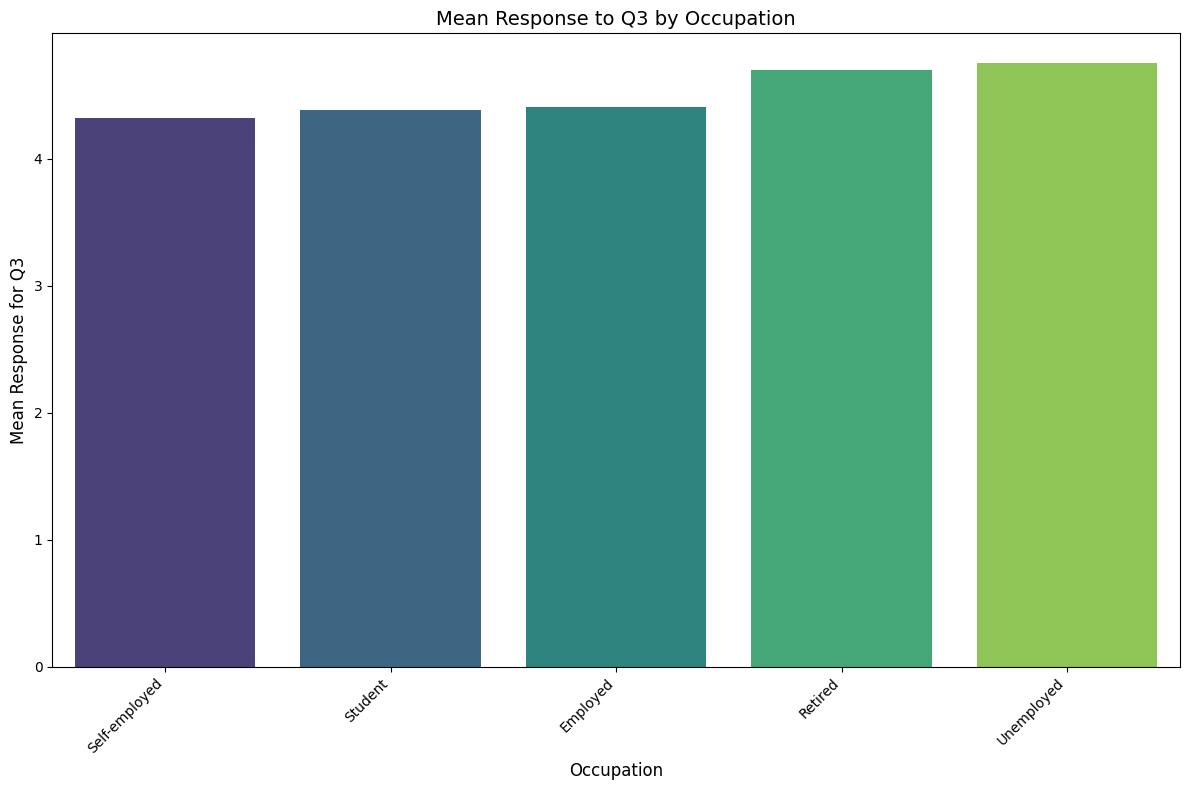 Mean Response to Q3 by Occupation
Mean Response for Q3
4
3
2
1
0
Self-employed
Student
Employed
Retired
Unemployed
Occupation